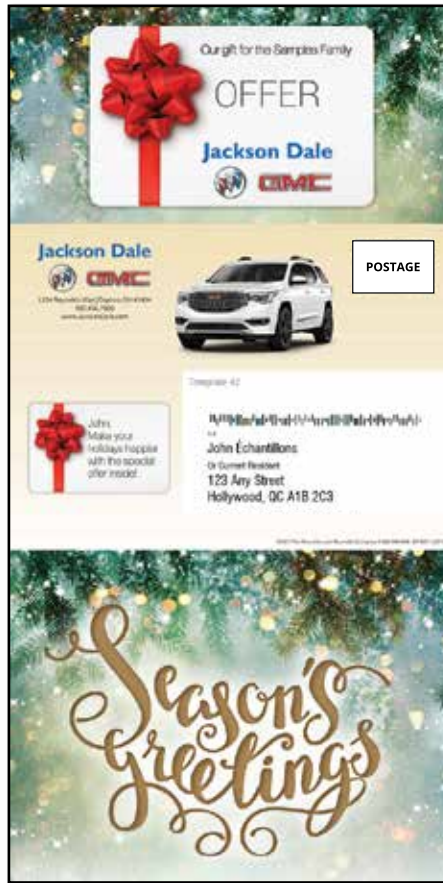 Our gift for the Samples Family
OFFER
Jackson Dale
GMC
Jackson Dale
GMC
POSTAGE
Template 42
John,
Make your
holidays happier
with the special
offer inside!
John Échantillons
Or Current Resident
123 Any Street
Hollywood, QC A1B 2C3
Season's
greetings